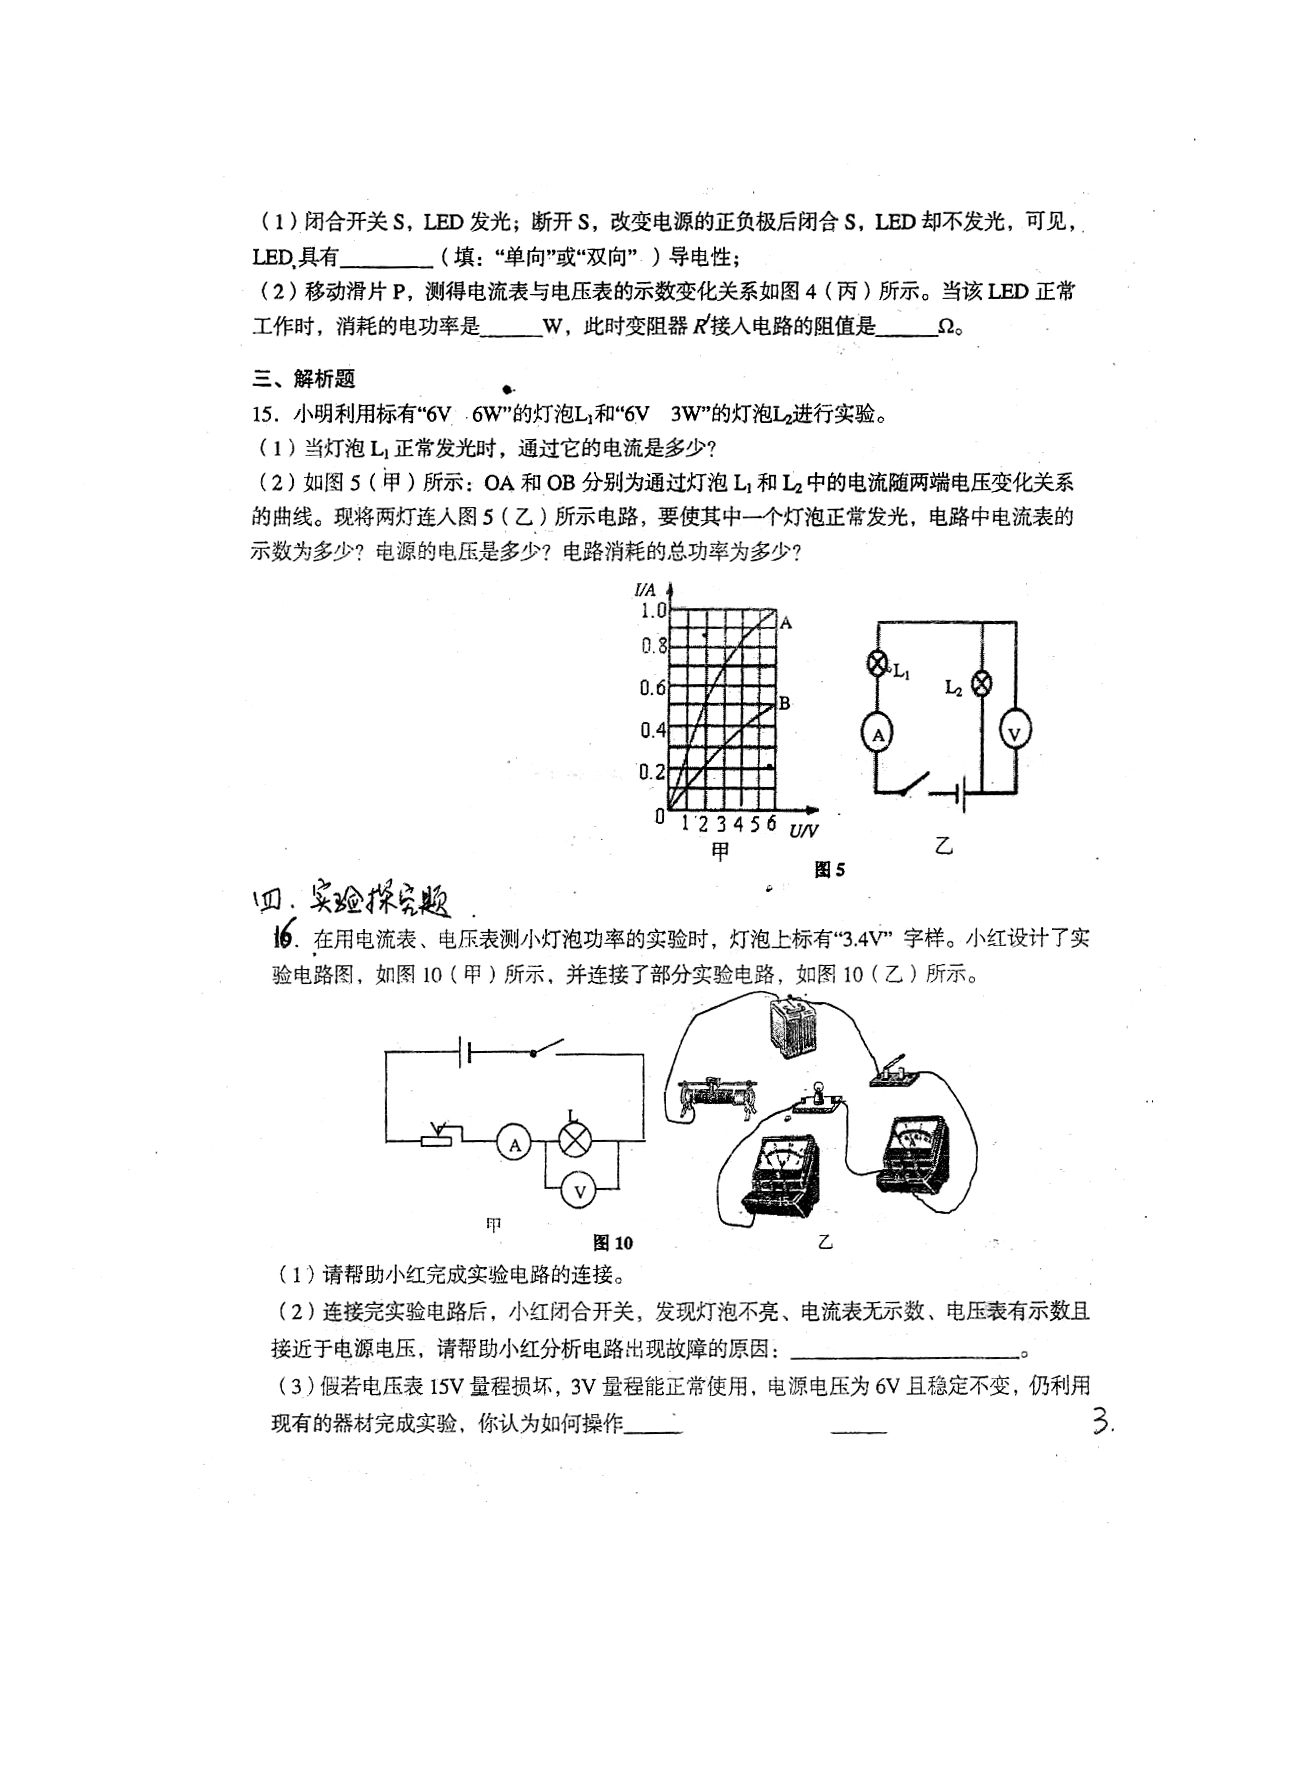 （1）闭合开关 S，LED 发光；断开 S，改变电源的正负极后闭合 S，LED 却不发光，可见，
LED 具有________（填：“单向”或“双向”）导电性；
（2）移动滑片 P，测得电流表与电压表的示数变化关系如图 4（丙）所示。当该 LED 正常
工作时，消耗的电功率是______W，此时变阻器 R′接入电路的阻值是______Ω。
三、解析题
15．小明利用标有“6V 6W”的灯泡L₁和“6V 3W”的灯泡L₂进行实验。
（1）当灯泡 L₁ 正常发光时，通过它的电流是多少？
（2）如图 5（甲）所示：OA 和 OB 分别为通过灯泡 L₁ 和 L₂ 中的电流随两端电压变化关系
的曲线。现将两灯连入图 5（乙）所示电路，要使其中一个灯泡正常发光，电路中电流表的
示数为多少？电源的电压是多少？电路消耗的总功率为多少？
I/A
1.0
0.8
0.6
0.4
0.2
0
1 2 3 4 5 6 U/V
A
B
甲
L₁
L₂
A
V
乙
图 5
四．实验探究题
16．在用电流表、电压表测小灯泡功率的实验时，灯泡上标有“3.4V” 字样。小红设计了实
验电路图，如图 10（甲）所示，并连接了部分实验电路，如图 10（乙）所示。
L
A
V
甲
图 10
乙
（1）请帮助小红完成实验电路的连接。
（2）连接完实验电路后，小红闭合开关，发现灯泡不亮、电流表无示数、电压表有示数且
接近于电源电压，请帮助小红分析电路出现故障的原因：______________________。
（3）假若电压表 15V 量程损坏，3V 量程能正常使用，电源电压为 6V 且稳定不变，仍利用
现有的器材完成实验，你认为如何操作______ ______
3.